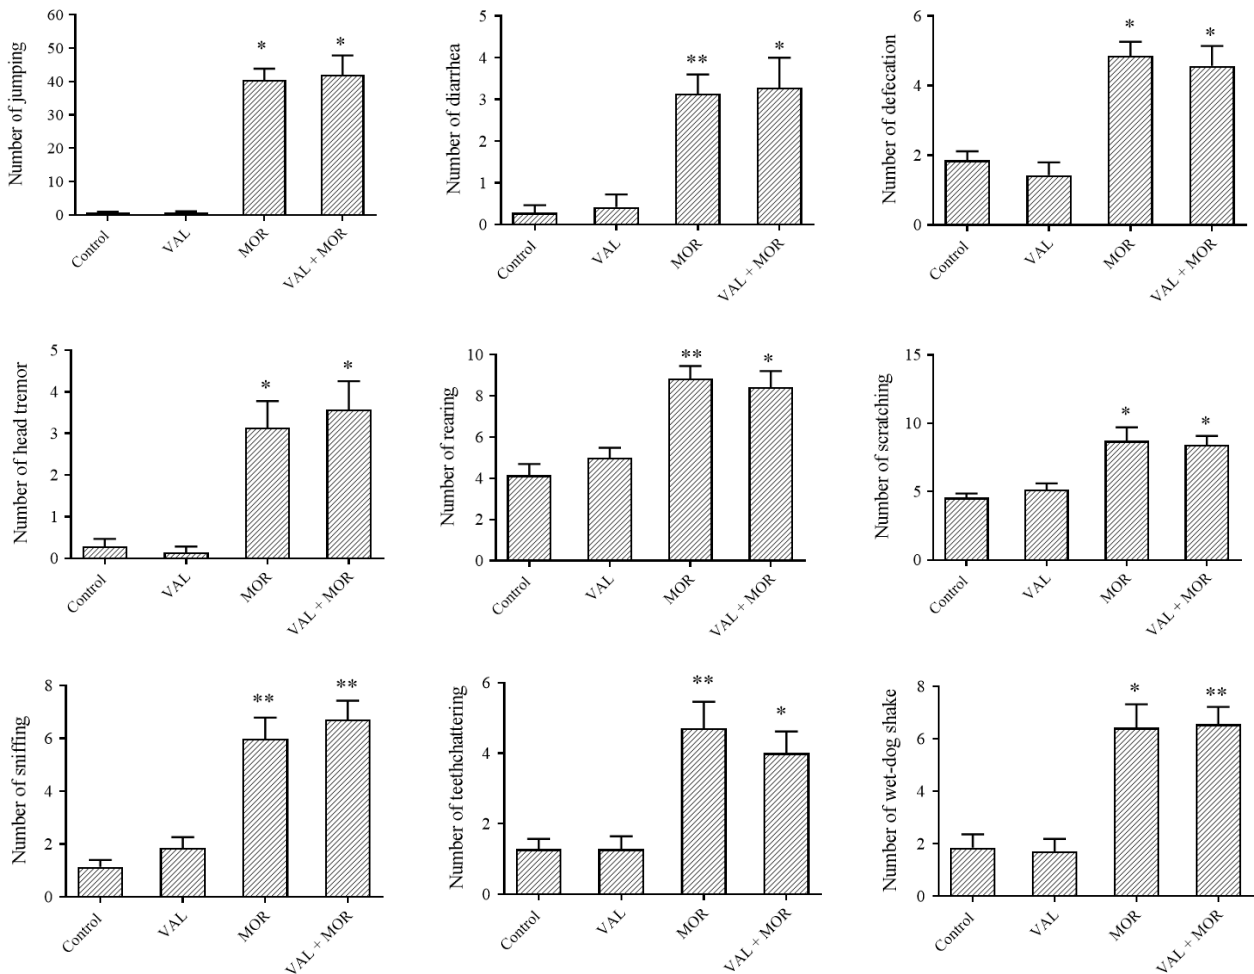 Number of jumping
60
50
40
30
20
10
0
*
*
Control
VAL
MOR
VAL + MOR
Number of diarrhea
5
4
3
2
1
0
**
*
Control
VAL
MOR
VAL + MOR
Number of defecation
6
4
2
0
*
*
Control
VAL
MOR
VAL + MOR
Number of head tremor
5
4
3
2
1
0
*
*
Control
VAL
MOR
VAL + MOR
Number of rearing
10
8
6
4
2
0
**
*
Control
VAL
MOR
VAL + MOR
Number of scratching
15
10
5
0
*
*
Control
VAL
MOR
VAL + MOR
Number of sniffing
8
6
4
2
0
**
**
Control
VAL
MOR
VAL + MOR
Number of teethchattering
6
4
2
0
**
*
Control
VAL
MOR
VAL + MOR
Number of wet-dog shake
8
6
4
2
0
*
**
Control
VAL
MOR
VAL + MOR